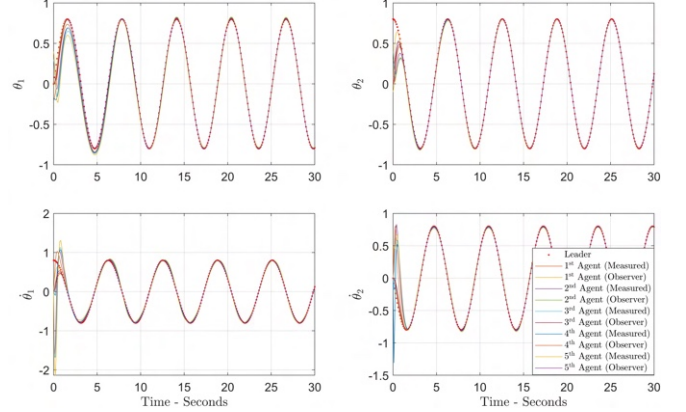 1
0.5
0
-0.5
-1
θ₁
0 5 10 15 20 25 30
1
0.5
0
-0.5
-1
θ₂
0 5 10 15 20 25 30
2
1
0
-1
-2
θ̇₁
0 5 10 15 20 25 30
Time - Seconds
1
0.5
0
-0.5
-1
-1.5
θ̇₂
0 5 10 15 20 25 30
Time - Seconds
Leader
1ˢᵗ Agent (Measured)
1ˢᵗ Agent (Observer)
2ⁿᵈ Agent (Measured)
2ⁿᵈ Agent (Observer)
3ʳᵈ Agent (Measured)
3ʳᵈ Agent (Observer)
4ᵗʰ Agent (Measured)
4ᵗʰ Agent (Observer)
5ᵗʰ Agent (Measured)
5ᵗʰ Agent (Observer)